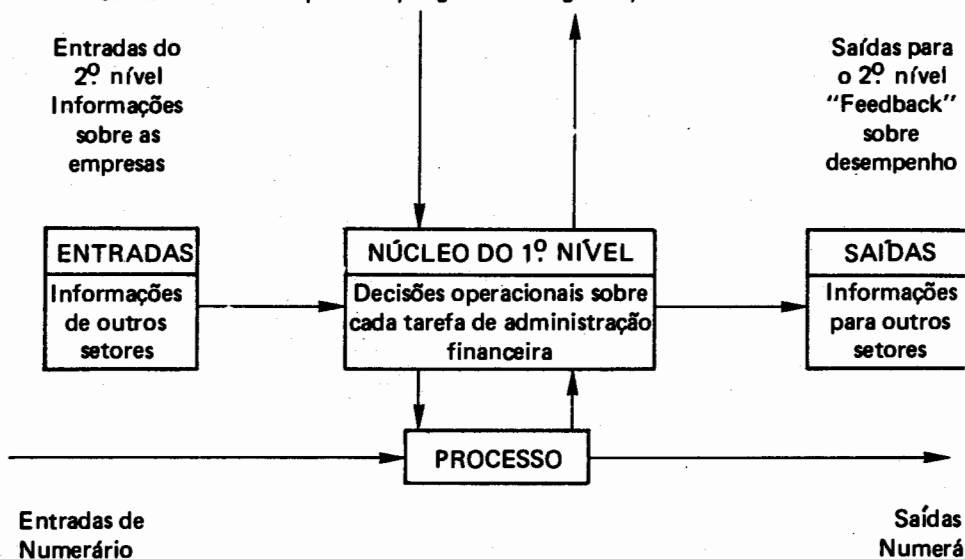 Entradas do
2º nível
Informações
sobre as
empresas
Saídas para
o 2º nível
"Feedback"
sobre
desempenho
ENTRADAS
Informações
de outros
setores
NÚCLEO DO 1º NÍVEL
Decisões operacionais sobre
cada tarefa de administração
financeira
SAÍDAS
Informações
para outros
setores
PROCESSO
Entradas de
Numerário
Saídas
Numerá